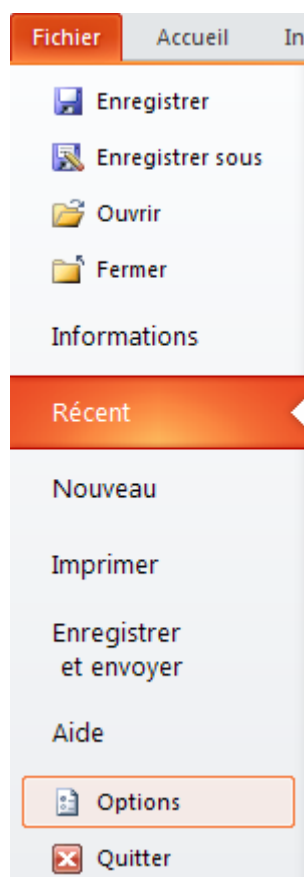 Fichier Accueil In
Enregistrer
Enregistrer sous
Ouvrir
Fermer
Informations
Récent
Nouveau
Imprimer
Enregistrer
et envoyer
Aide
Options
Quitter